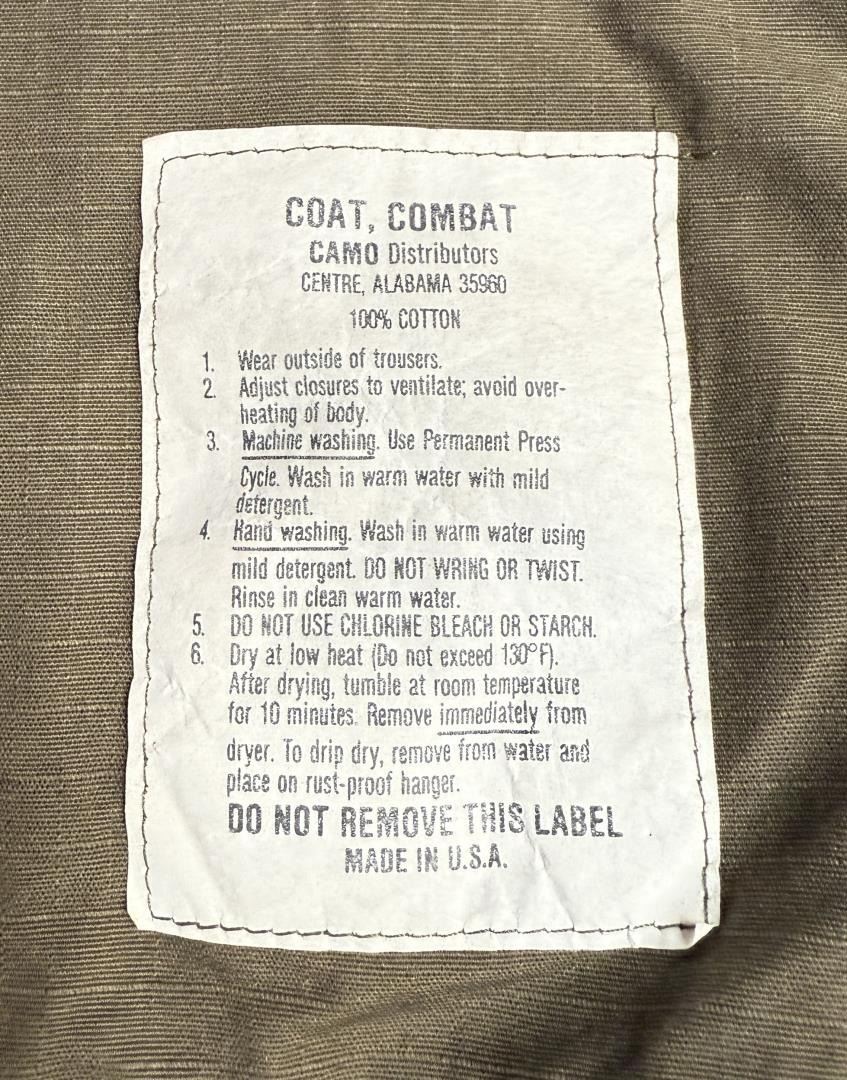 COAT, COMBAT
CAMO Distributors
CENTRE, ALABAMA 35960
100% COTTON
1. Wear outside of trousers.
2. Adjust closures to ventilate; avoid over-
heating of body.
3. Machine washing. Use Permanent Press
Cycle. Wash in warm water with mild
detergent.
4. Hand washing. Wash in warm water using
mild detergent. DO NOT WRING OR TWIST.
Rinse in clean warm water.
5. DO NOT USE CHLORINE BLEACH OR STARCH.
6. Dry at low heat (Do not exceed 130°F).
After drying, tumble at room temperature
for 10 minutes. Remove immediately from
dryer. To drip dry, remove from water and
place on rust-proof hanger.
DO NOT REMOVE THIS LABEL
MADE IN U.S.A.